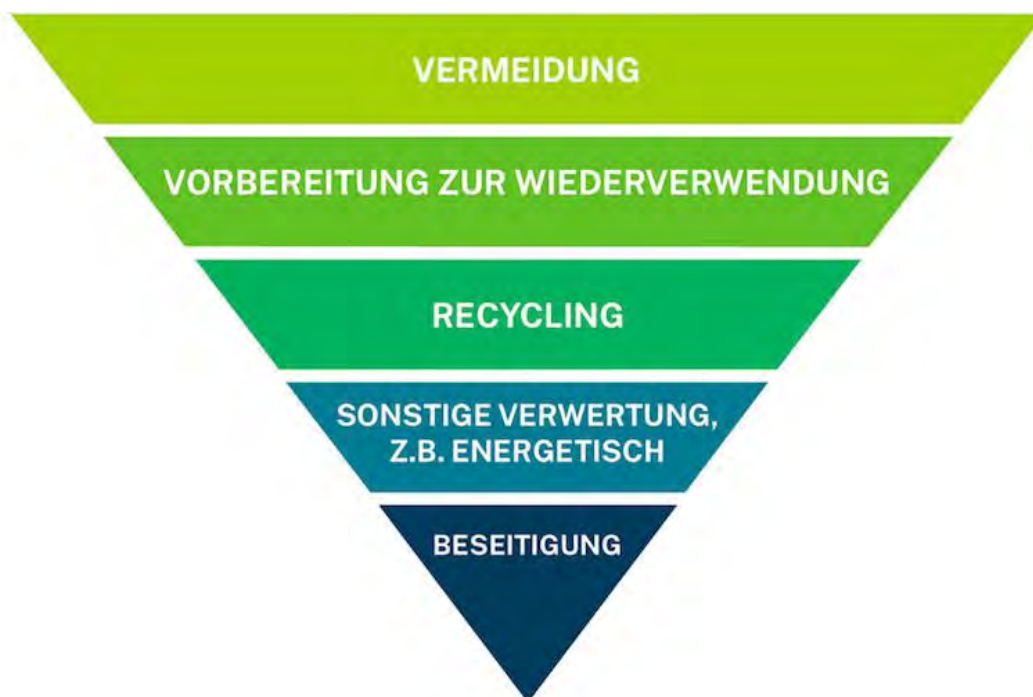 VERMEIDUNG
VORBEREITUNG ZUR WIEDERVERWENDUNG
RECYCLING
SONSTIGE VERWERTUNG,
Z.B. ENERGETISCH
BESEITIGUNG